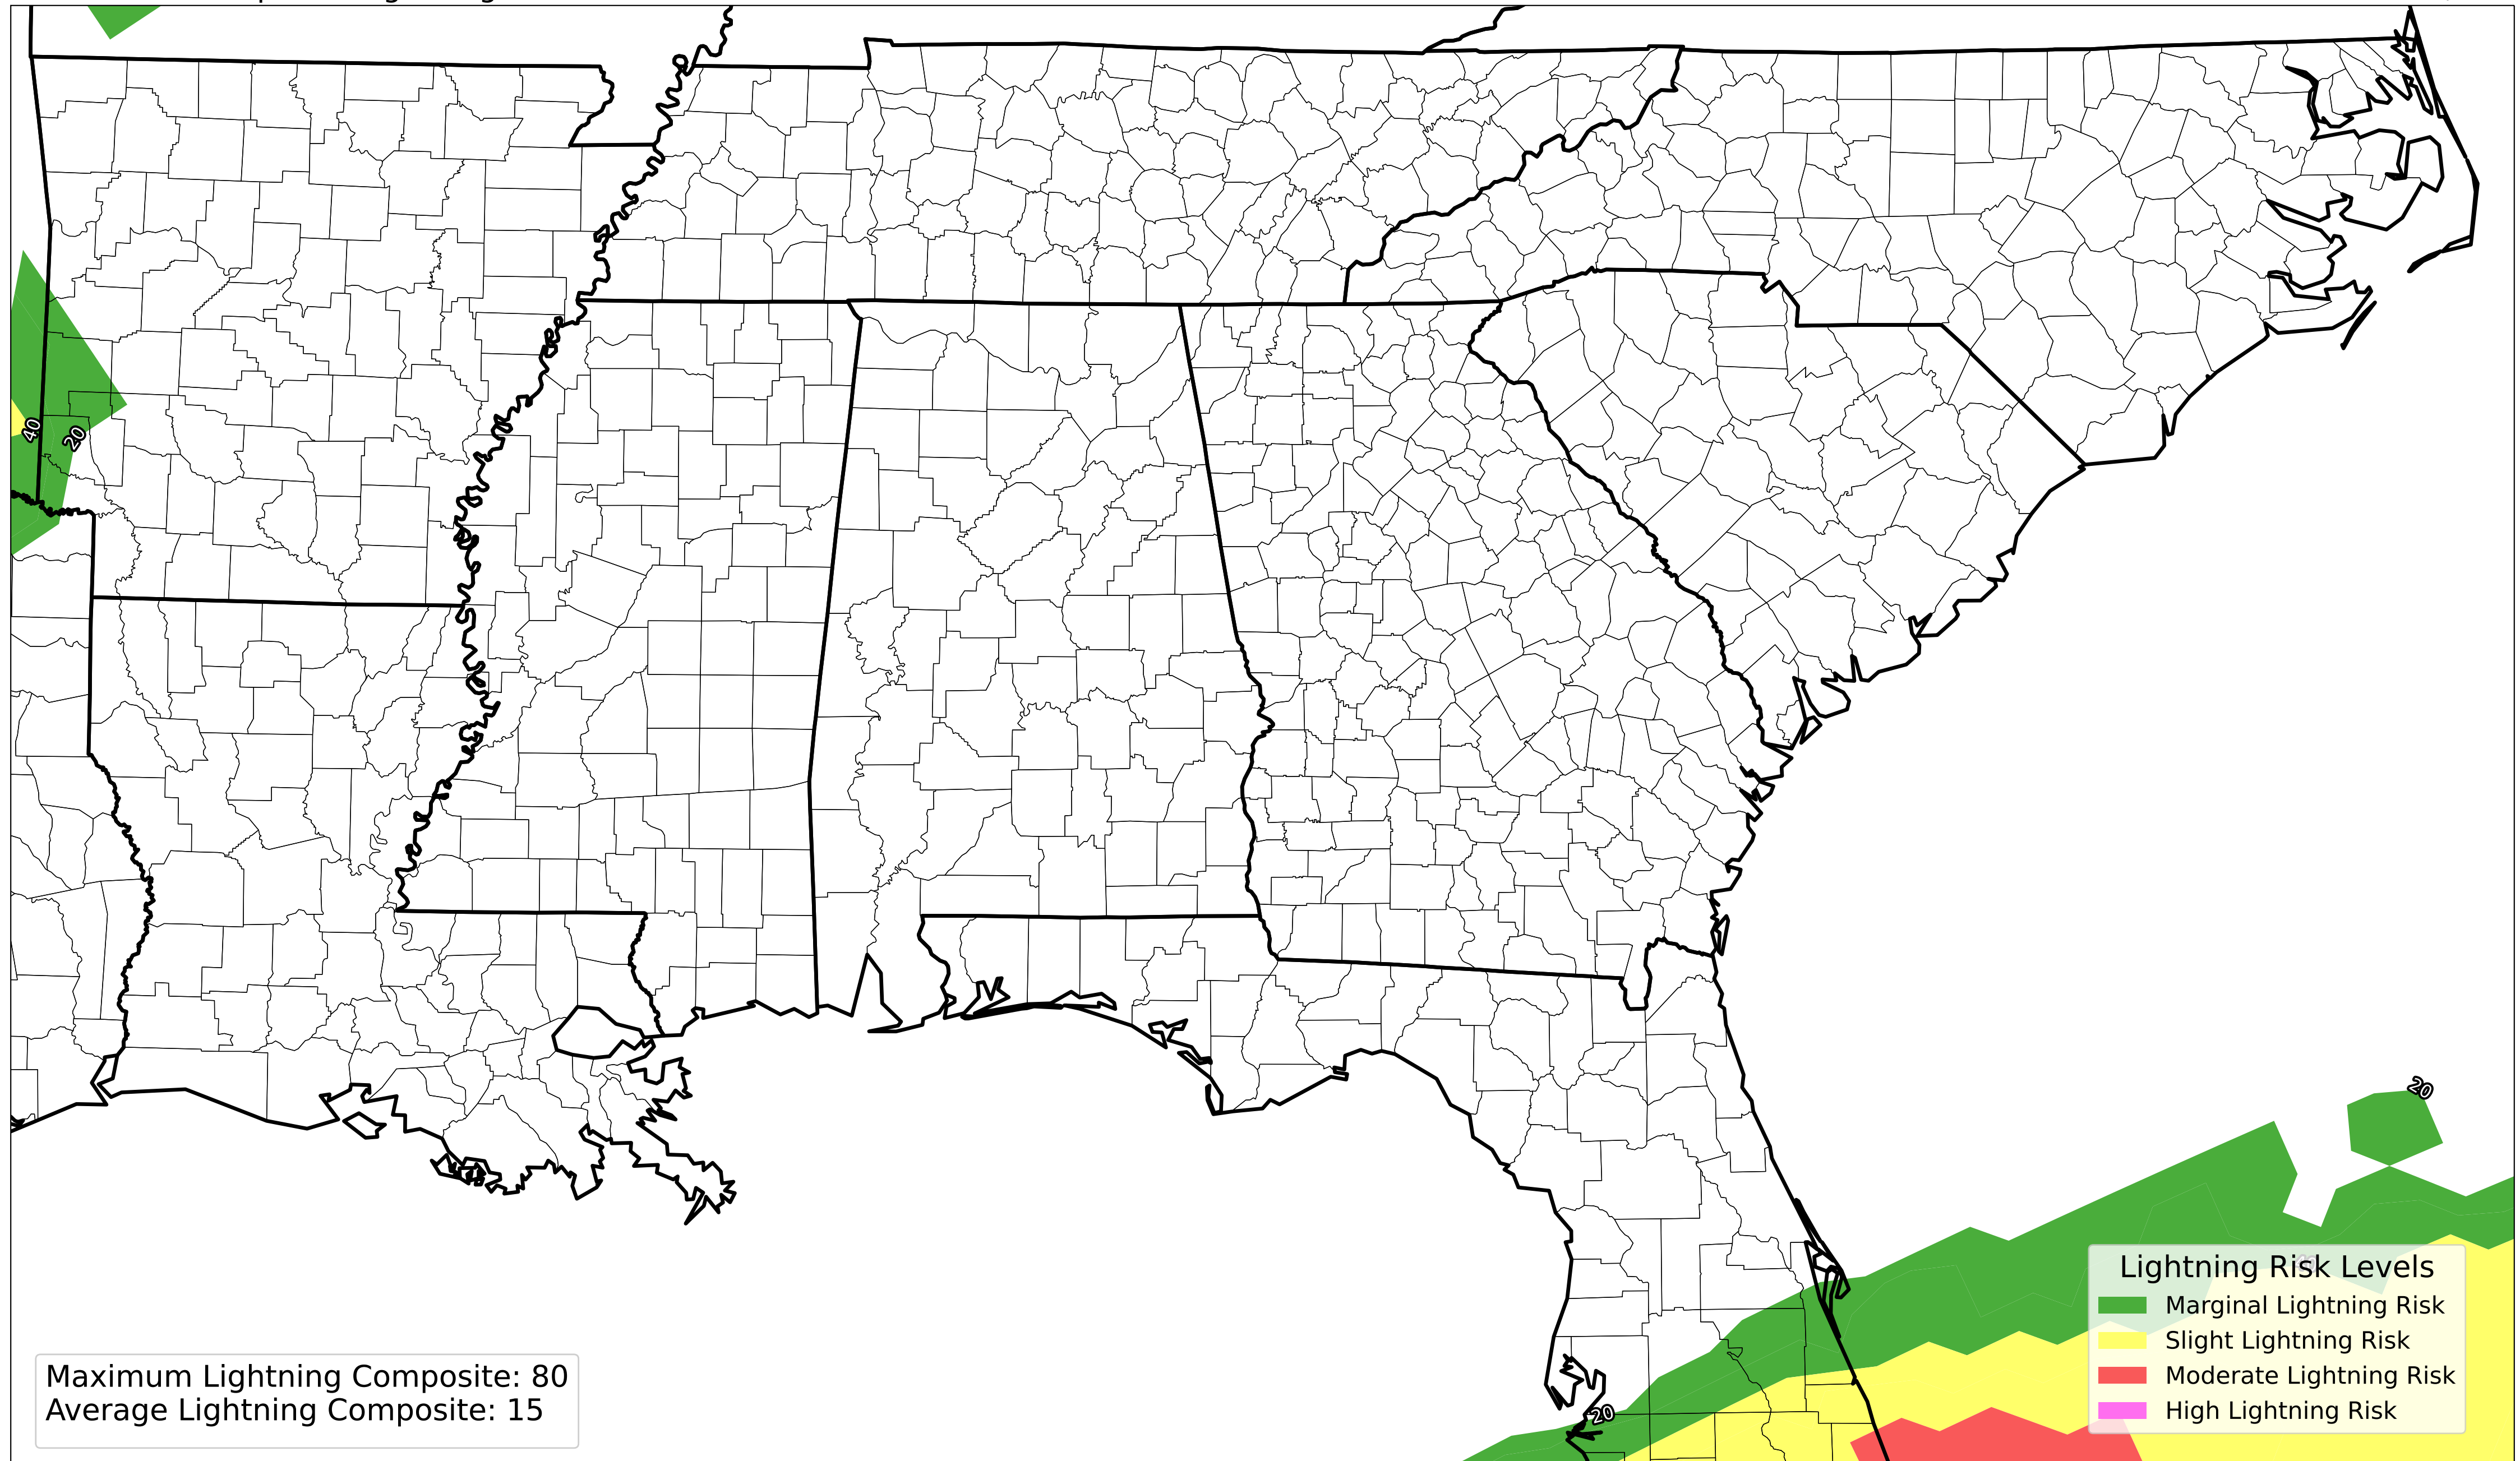 40
20
20
20
Lightning Risk Levels
Marginal Lightning Risk
Slight Lightning Risk
Moderate Lightning Risk
High Lightning Risk
Maximum Lightning Composite: 80
Average Lightning Composite: 15